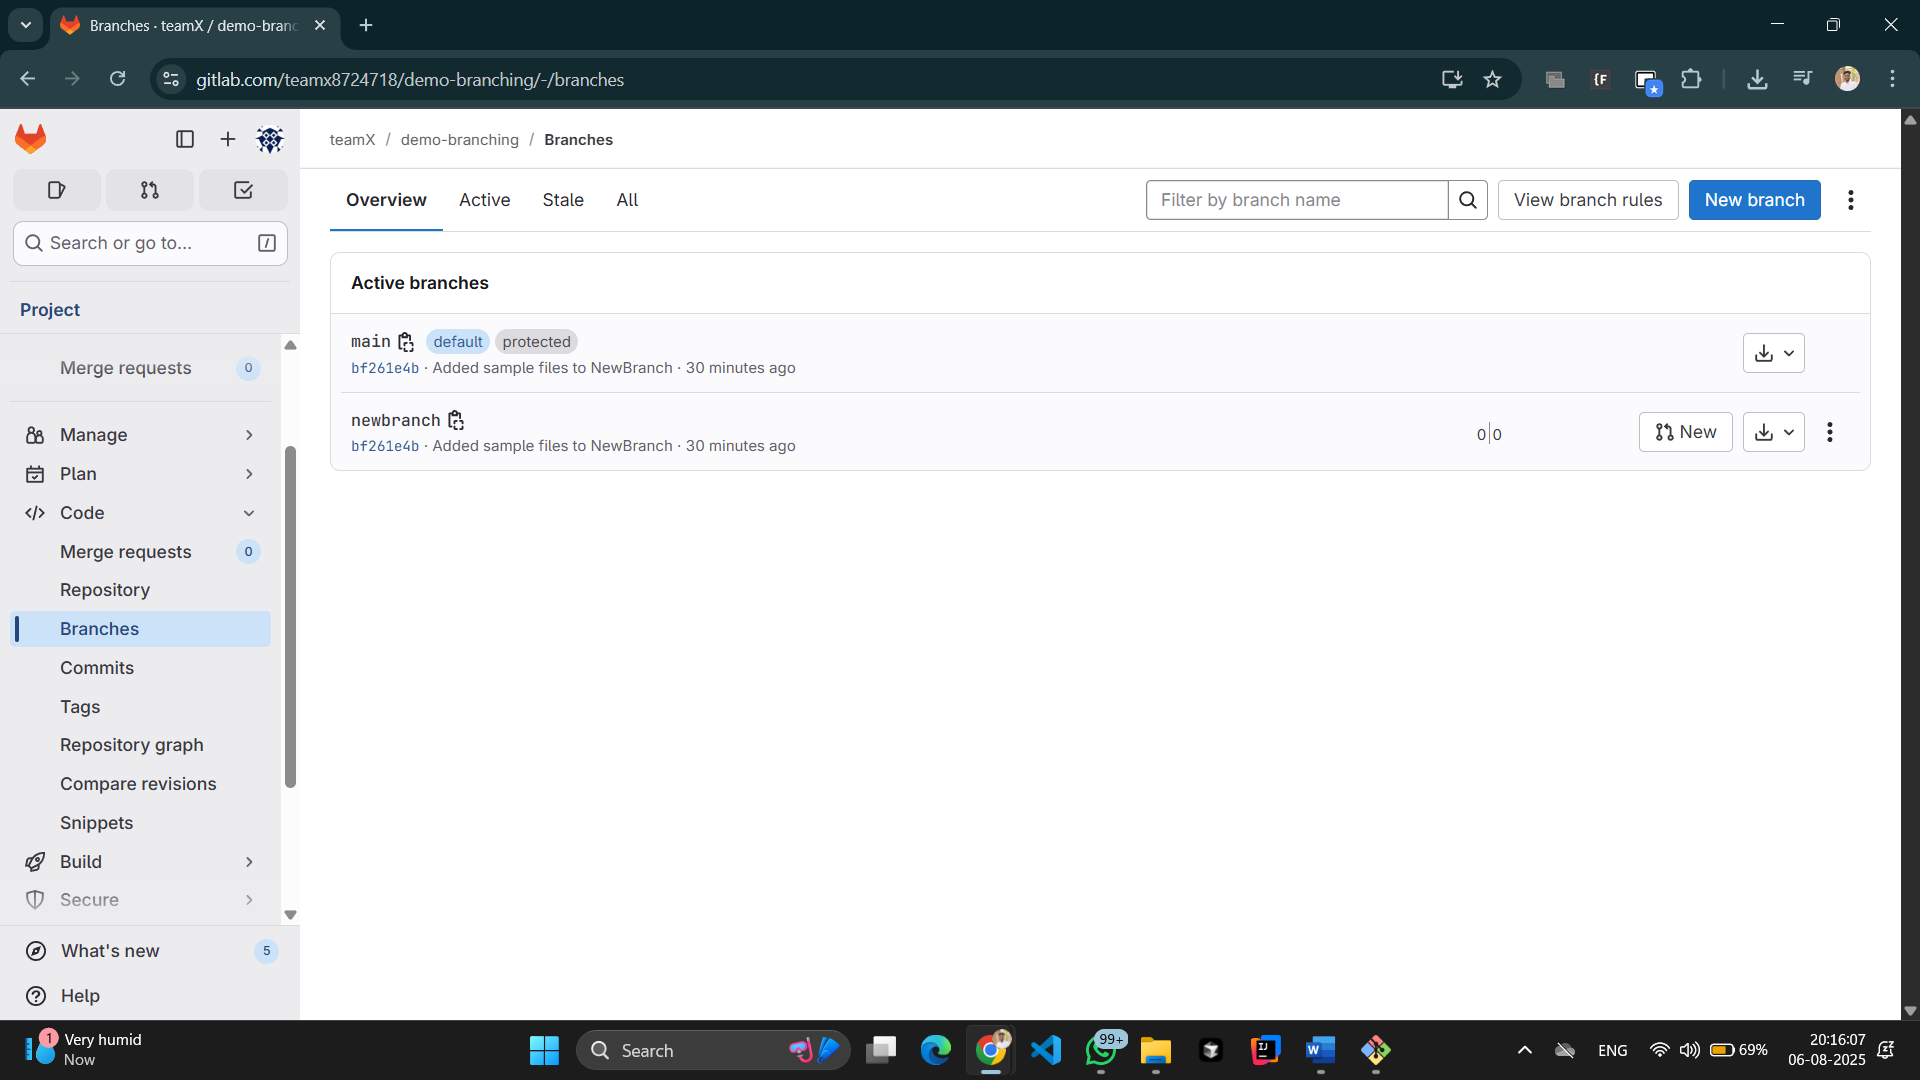 Branches · teamX / demo-branc
gitlab.com/teamx8724718/demo-branching/-/branches
teamX / demo-branching / Branches
Overview Active Stale All Filter by branch name View branch rules New branch
Search or go to... /
Project
Merge requests 0
Manage
Plan
Code
Merge requests 0
Repository
Branches
Commits
Tags
Repository graph
Compare revisions
Snippets
Build
Secure
What's new 5
Help
Active branches
main default protected
bf261e4b · Added sample files to NewBranch · 30 minutes ago
newbranch
bf261e4b · Added sample files to NewBranch · 30 minutes ago
0 0
New
1 Very humid
Now
Search
99+
ENG
69%
20:16:07
06-08-2025